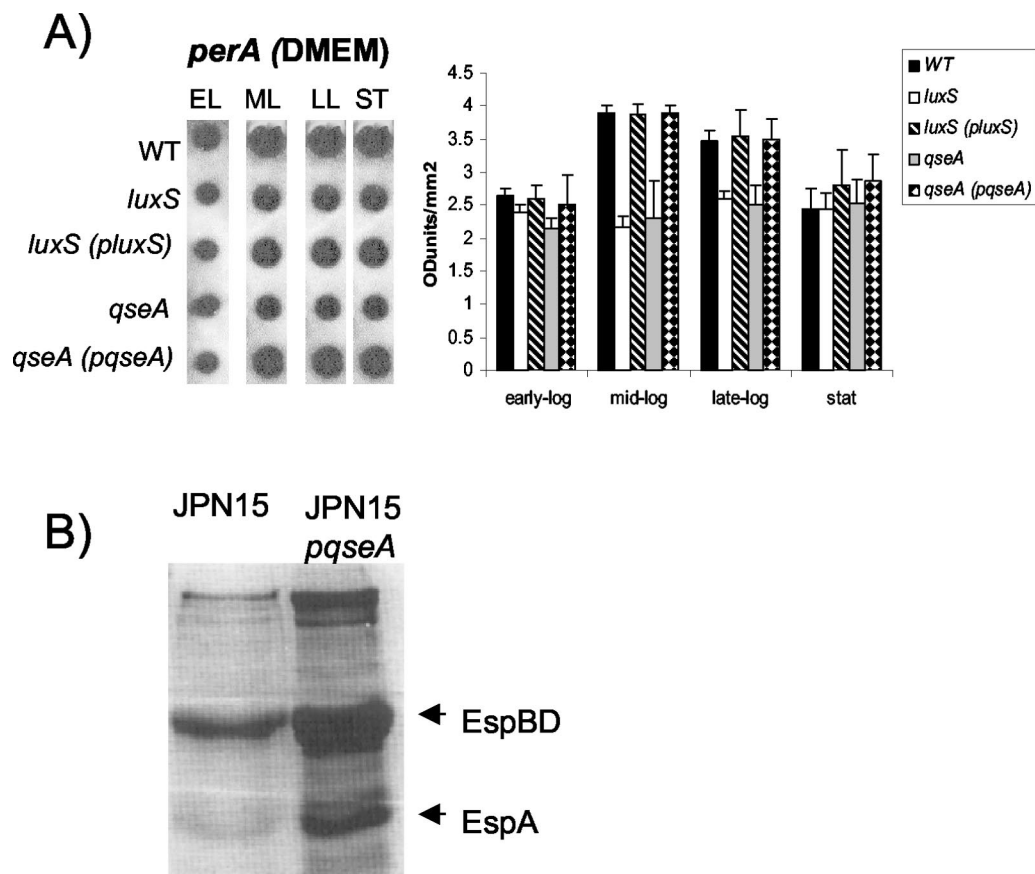 A)
perA (DMEM)
EL ML LL ST
WT
luxS
luxS (pluxS)
qseA
qseA (pqseA)
4.5
4
3.5
3
2.5
2
1.5
1
0.5
0
ODunits/mm2
early-log mid-log late-log stat
WT
luxS
luxS (pluxS)
qseA
qseA (pqseA)
B)
JPN15 JPN15
pqseA
EspBD
EspA